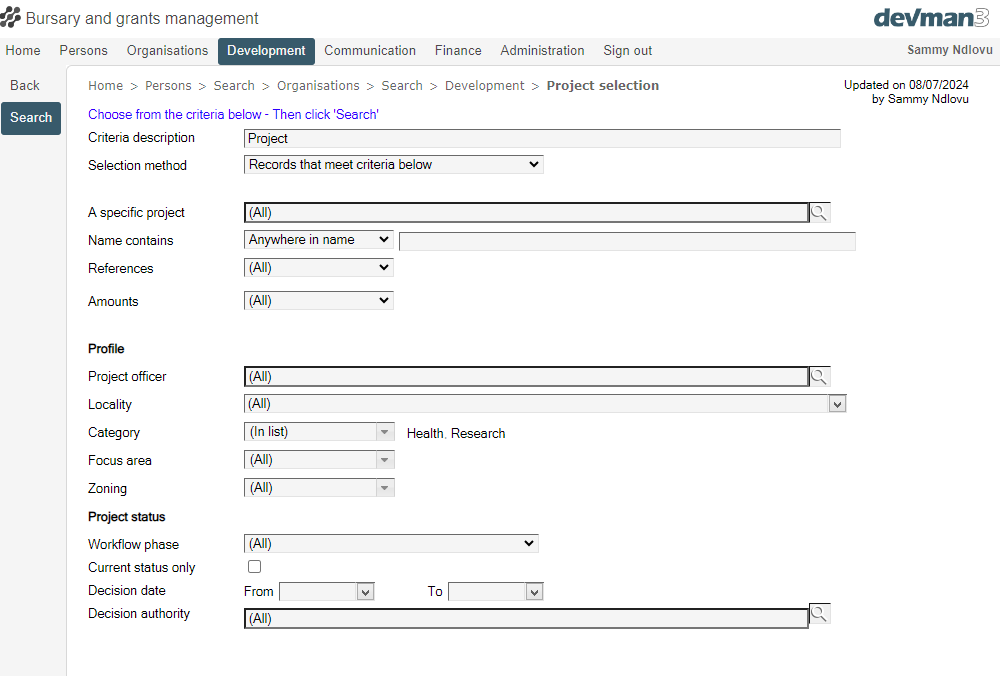 Bursary and grants management
devman3
Home Persons Organisations Development Communication Finance Administration Sign out Sammy Ndlovu
Back
Search
Home > Persons > Search > Organisations > Search > Development > Project selection
Updated on 08/07/2024
by Sammy Ndlovu
Choose from the criteria below - Then click 'Search'
Criteria description Project
Selection method Records that meet criteria below
A specific project (All)
Name contains Anywhere in name
References (All)
Amounts (All)
Profile
Project officer (All)
Locality (All)
Category (In list) Health, Research
Focus area (All)
Zoning (All)
Project status
Workflow phase (All)
Current status only
Decision date From To
Decision authority (All)